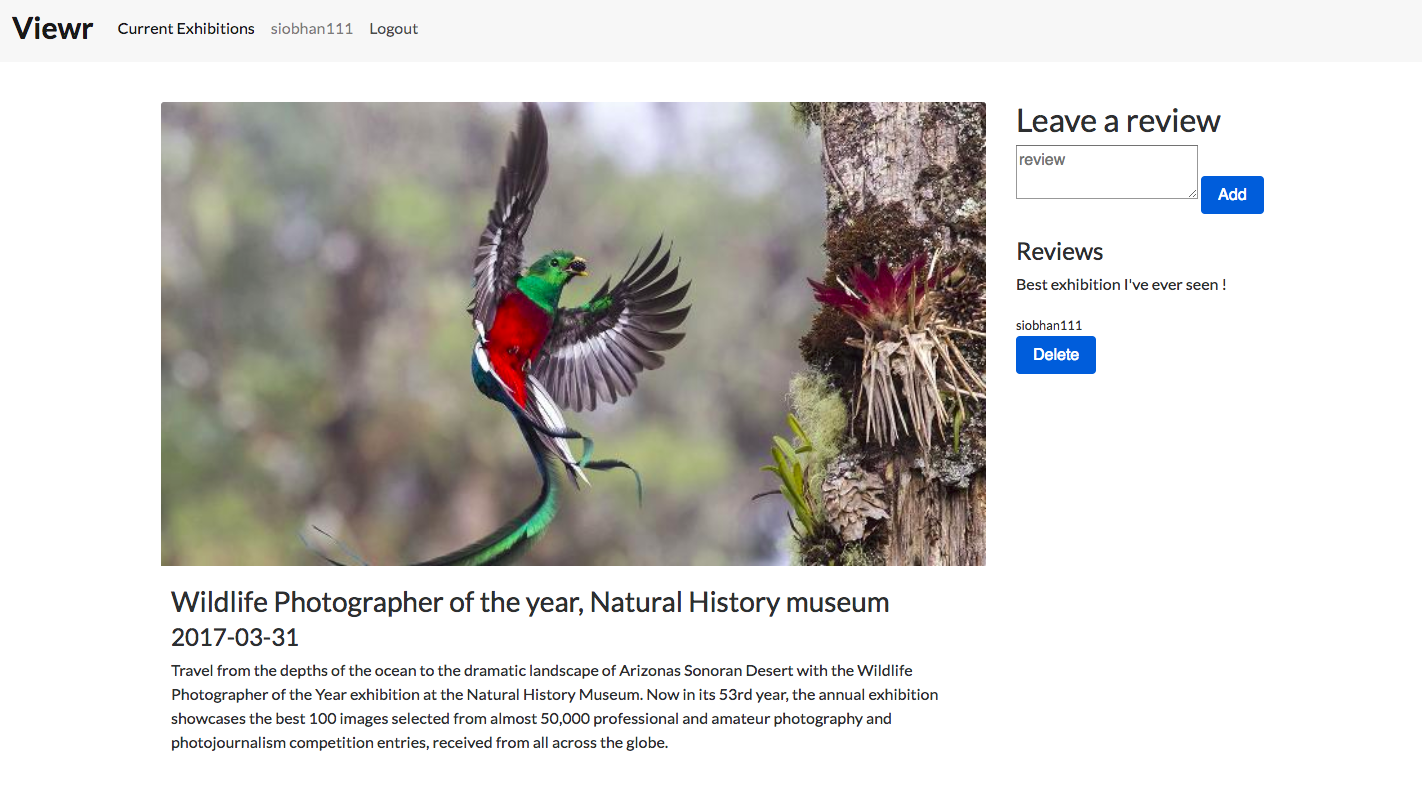 Viewr Current Exhibitions siobhan111 Logout
Leave a review
review
Add
Reviews
Best exhibition I've ever seen !
siobhan111
Delete
Wildlife Photographer of the year, Natural History museum
2017-03-31
Travel from the depths of the ocean to the dramatic landscape of Arizonas Sonoran Desert with the Wildlife
Photographer of the Year exhibition at the Natural History Museum. Now in its 53rd year, the annual exhibition
showcases the best 100 images selected from almost 50,000 professional and amateur photography and
photojournalism competition entries, received from all across the globe.